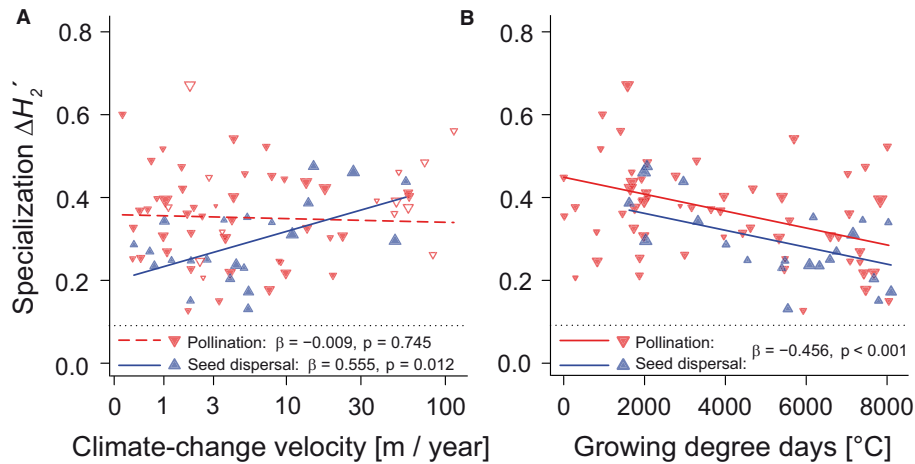 A
Specialization ΔH2′
0.8
0.6
0.4
0.2
0.0
Pollination: β = −0.009, p = 0.745
Seed dispersal: β = 0.555, p = 0.012
0 1 3 10 30 100
Climate-change velocity [m / year]
B
0.8
0.6
0.4
0.2
0.0
Pollination:
β = −0.456, p < 0.001
Seed dispersal:
0 2000 4000 6000 8000
Growing degree days [°C]